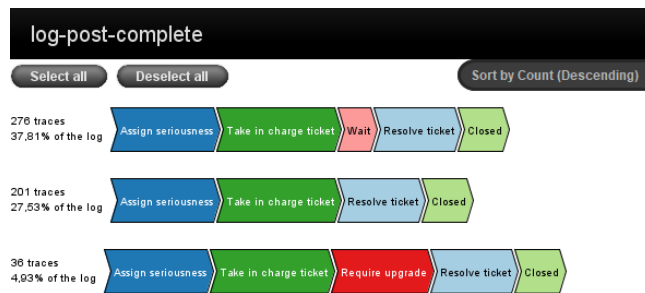 log-post-complete
Select all Deselect all Sort by Count (Descending)
276 traces
37,81% of the log
Assign seriousness Take in charge ticket Wait Resolve ticket Closed
201 traces
27,53% of the log
Assign seriousness Take in charge ticket Resolve ticket Closed
36 traces
4,93% of the log
Assign seriousness Take in charge ticket Require upgrade Resolve ticket Closed